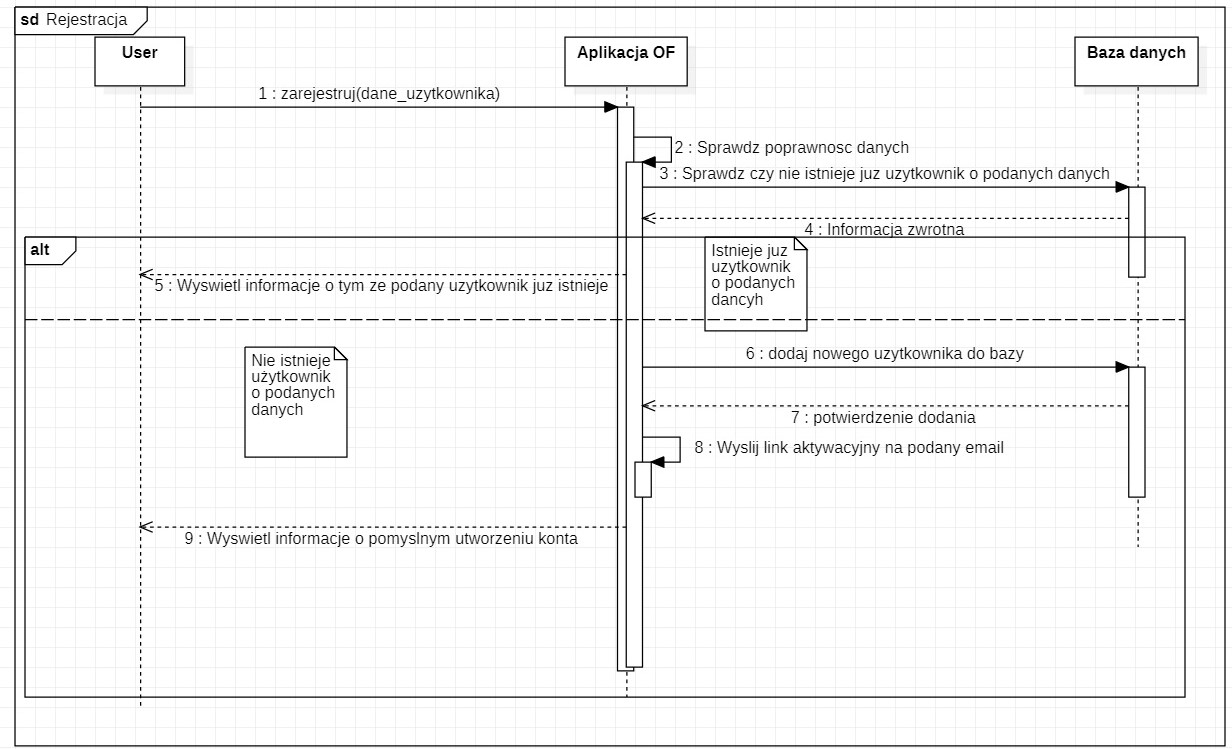 sd Rejestracja
User
Aplikacja OF
Baza danych
1 : zarejestruj(dane_uzytkownika)
2 : Sprawdz poprawnosc danych
3 : Sprawdz czy nie istnieje juz uzytkownik o podanych danych
4 : Informacja zwrotna
alt
Istnieje juz
uzytkownik
o podanych
dancyh
5 : Wyswietl informacje o tym ze podany uzytkownik juz istnieje
Nie istnieje
użytkownik
o podanych
danych
6 : dodaj nowego uzytkownika do bazy
7 : potwierdzenie dodania
8 : Wyslij link aktywacyjny na podany email
9 : Wyswietl informacje o pomyslnym utworzeniu konta